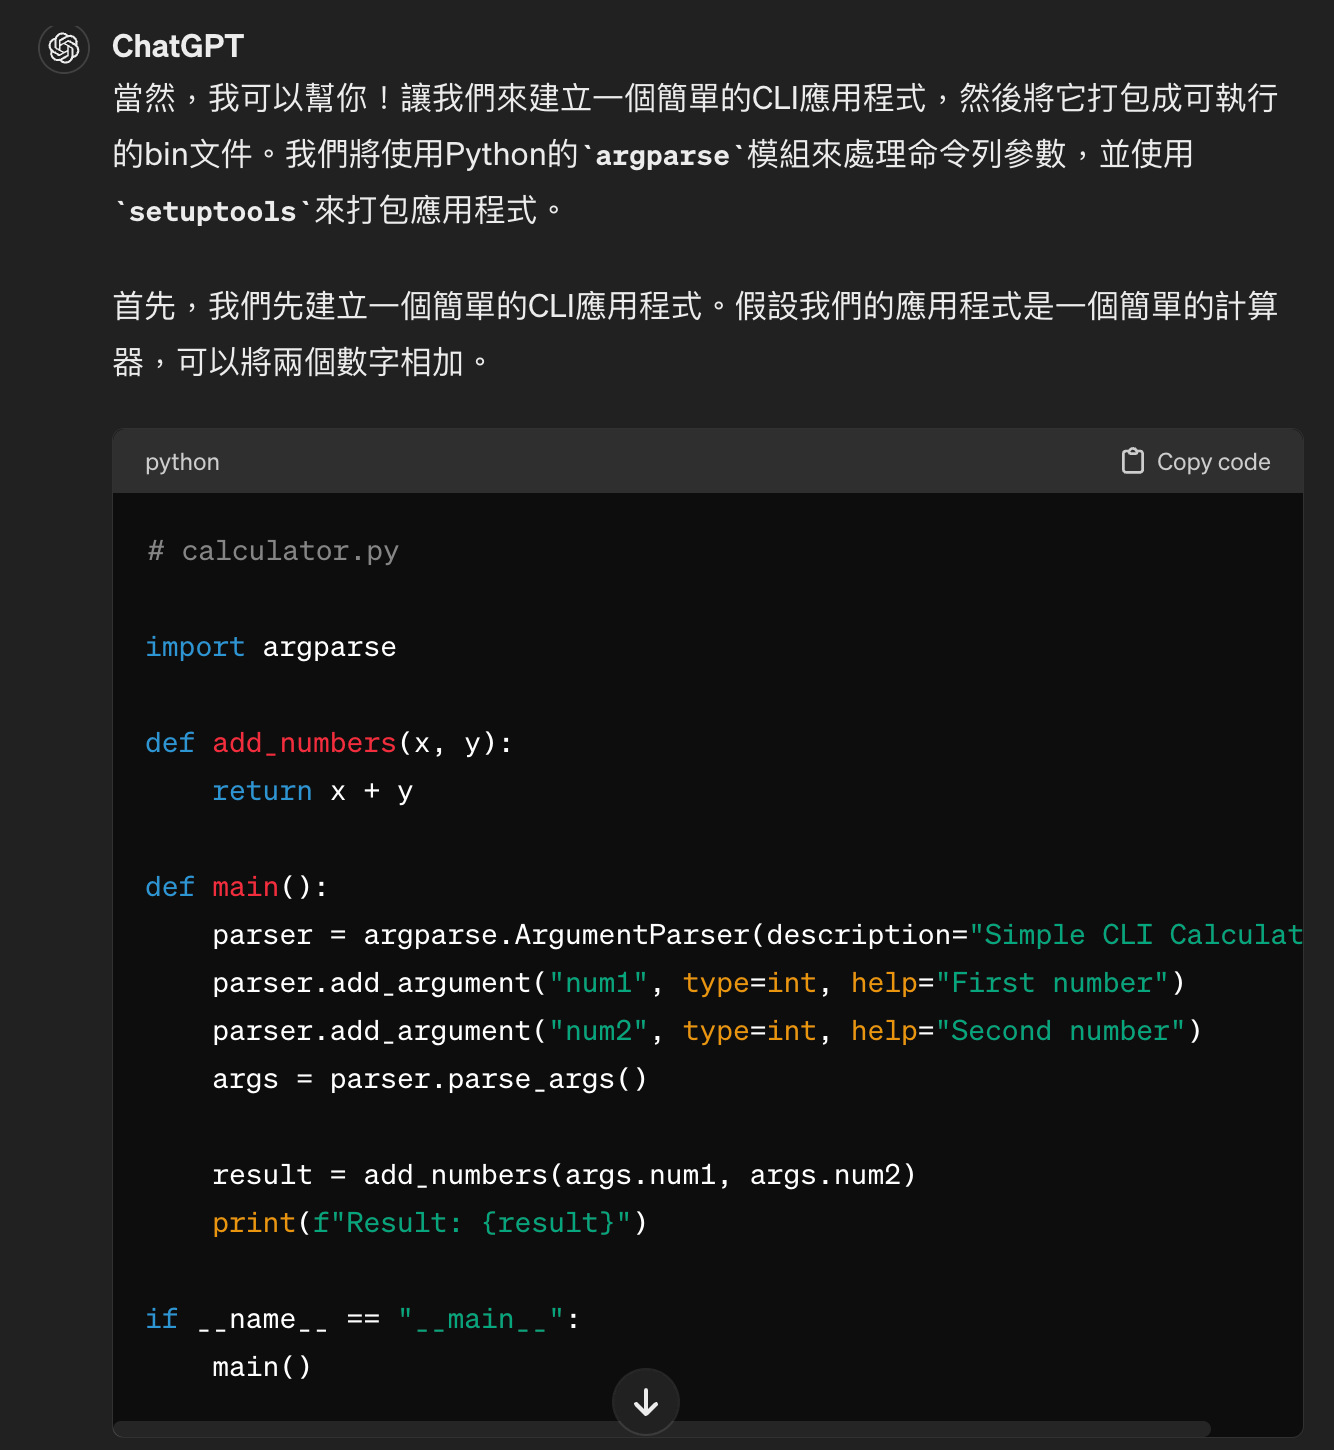 ChatGPT
當然，我可以幫你！讓我們來建立一個簡單的CLI應用程式，然後將它打包成可執行
的bin文件。我們將使用Python的`argparse`模組來處理命令列參數，並使用
`setuptools`來打包應用程式。
首先，我們先建立一個簡單的CLI應用程式。假設我們的應用程式是一個簡單的計算
器，可以將兩個數字相加。
python Copy code
# calculator.py
import argparse
def add_numbers(x, y):
    return x + y
def main():
    parser = argparse.ArgumentParser(description="Simple CLI Calculat
    parser.add_argument("num1", type=int, help="First number")
    parser.add_argument("num2", type=int, help="Second number")
    args = parser.parse_args()
    result = add_numbers(args.num1, args.num2)
    print(f"Result: {result}")
if __name__ == "__main__":
    main()